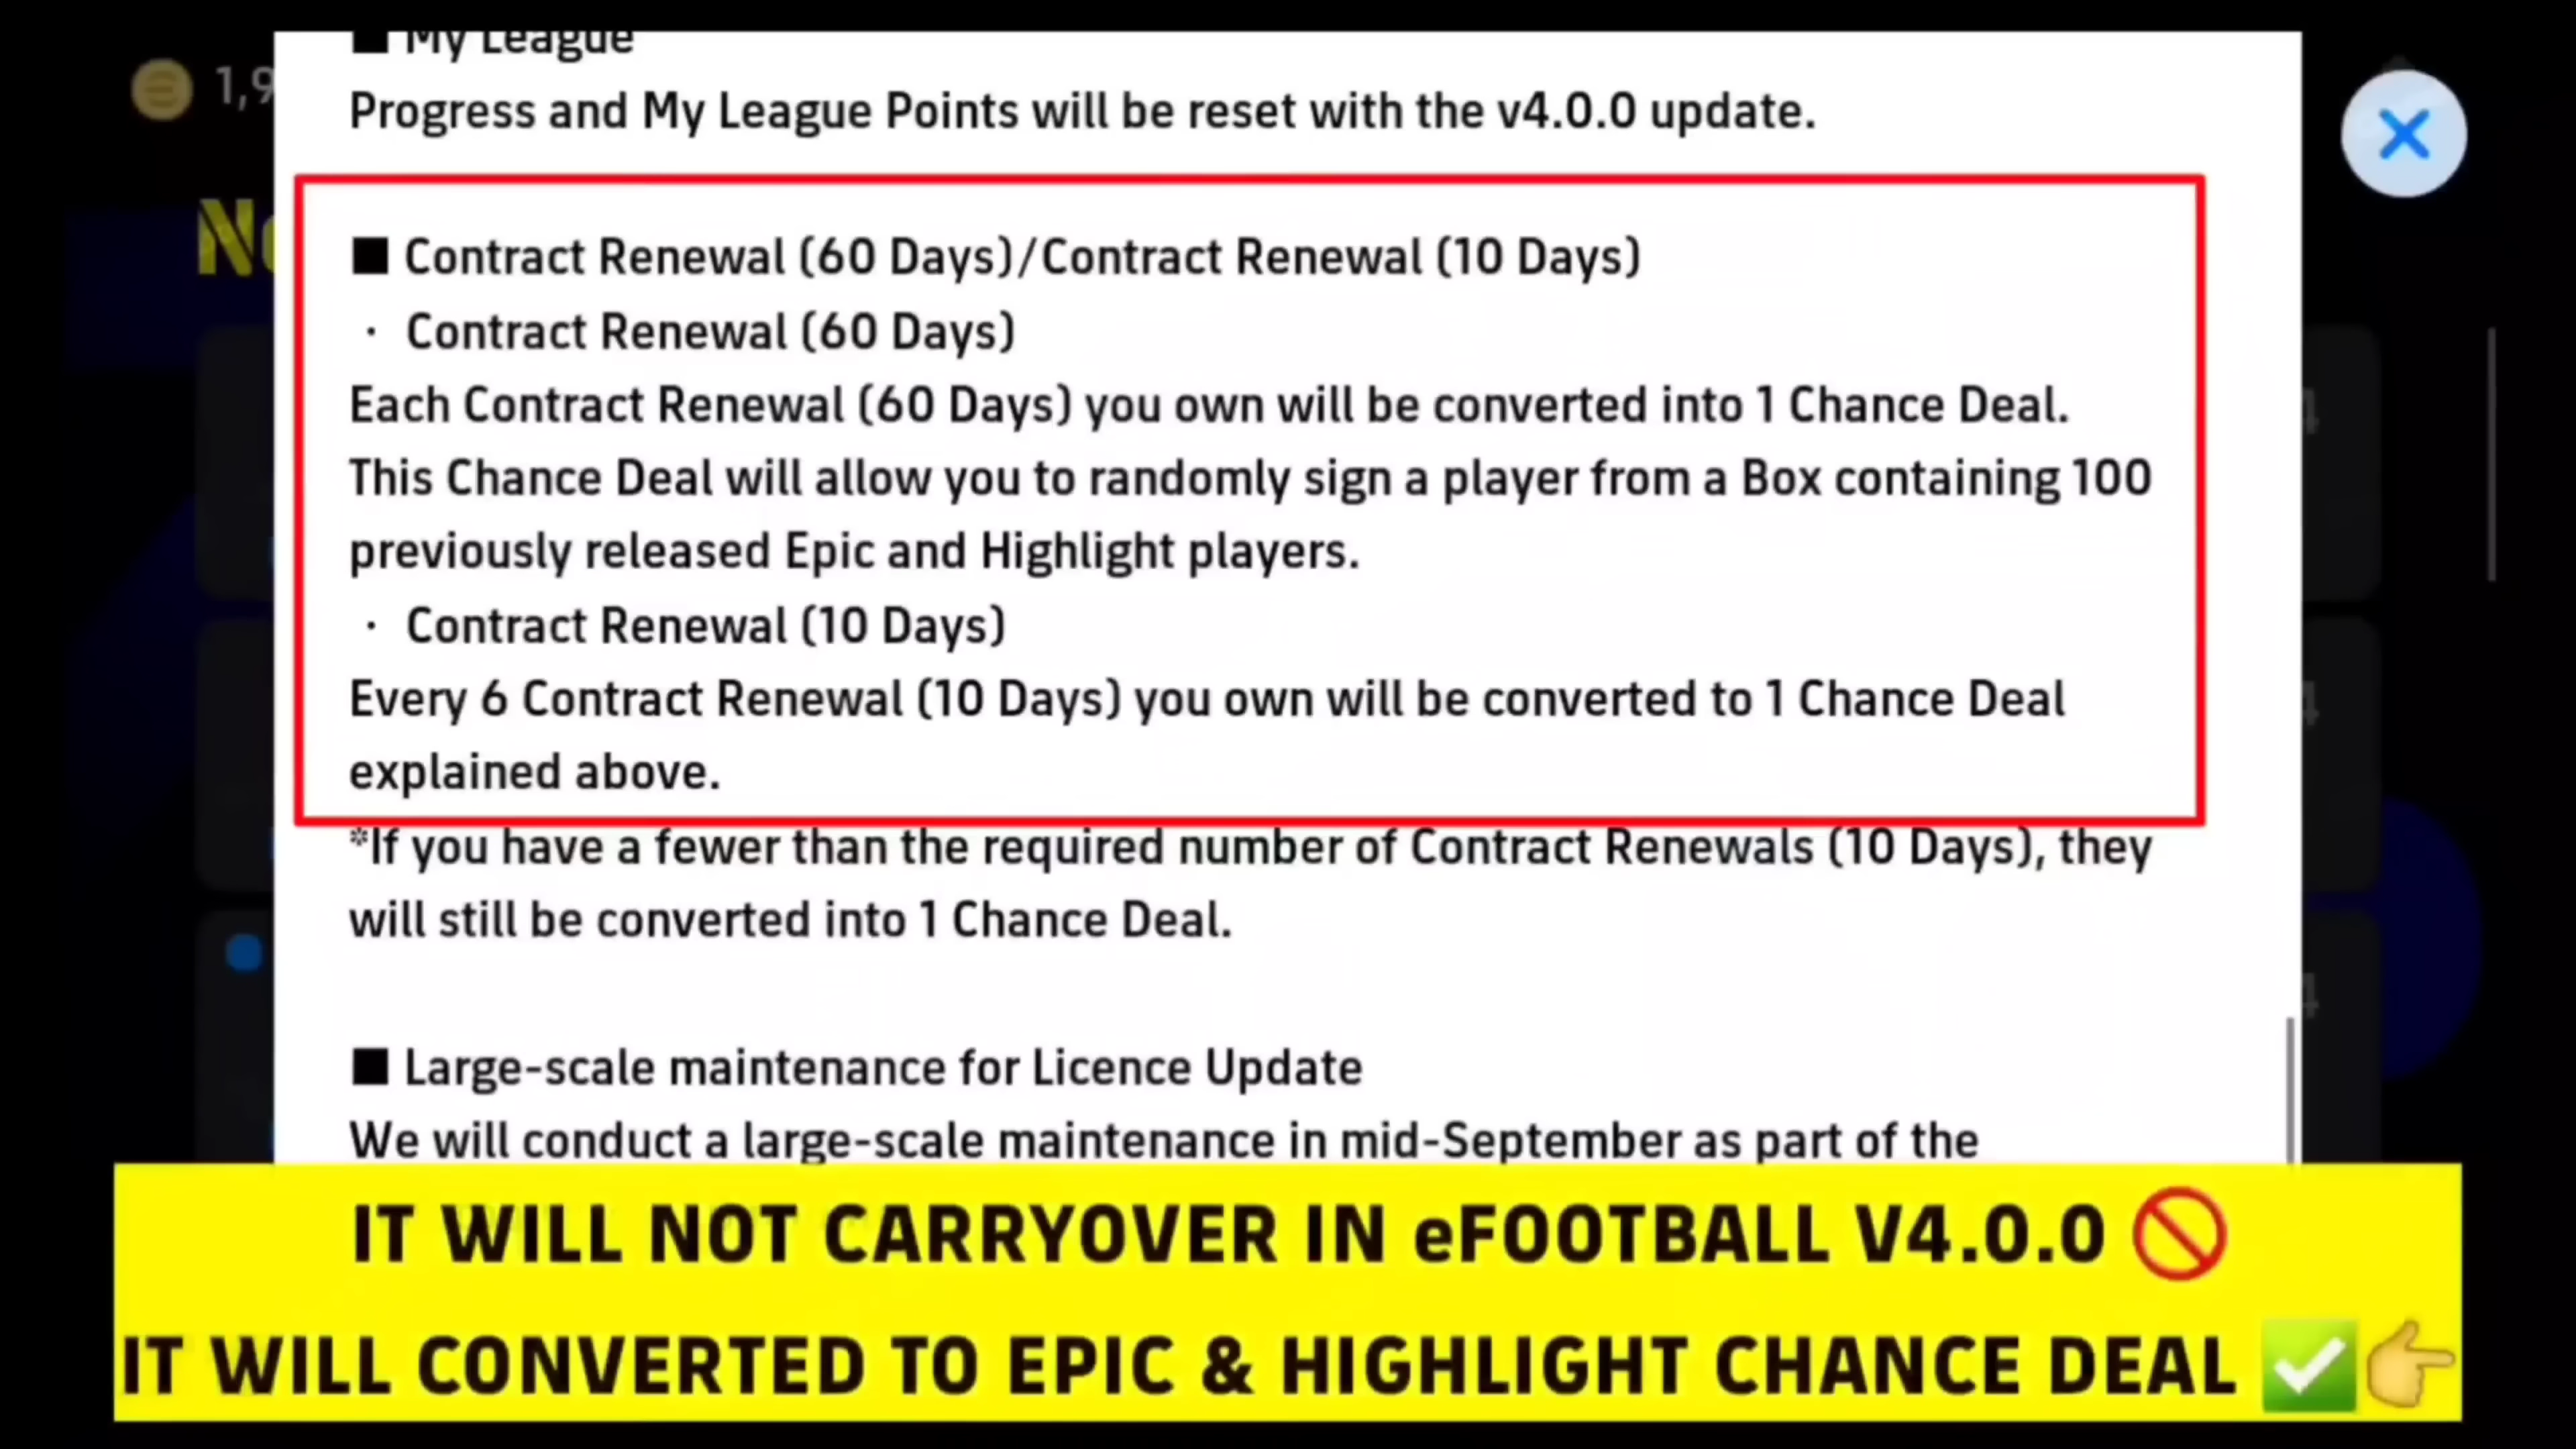 ■ My League
1,9
Progress and My League Points will be reset with the v4.0.0 update.
■ Contract Renewal (60 Days)/Contract Renewal (10 Days)
· Contract Renewal (60 Days)
Each Contract Renewal (60 Days) you own will be converted into 1 Chance Deal.
This Chance Deal will allow you to randomly sign a player from a Box containing 100
previously released Epic and Highlight players.
· Contract Renewal (10 Days)
Every 6 Contract Renewal (10 Days) you own will be converted to 1 Chance Deal
explained above.
*If you have a fewer than the required number of Contract Renewals (10 Days), they
will still be converted into 1 Chance Deal.
■ Large-scale maintenance for Licence Update
We will conduct a large-scale maintenance in mid-September as part of the
IT WILL NOT CARRYOVER IN eFOOTBALL V4.0.0 🚫
IT WILL CONVERTED TO EPIC & HIGHLIGHT CHANCE DEAL ✅👉